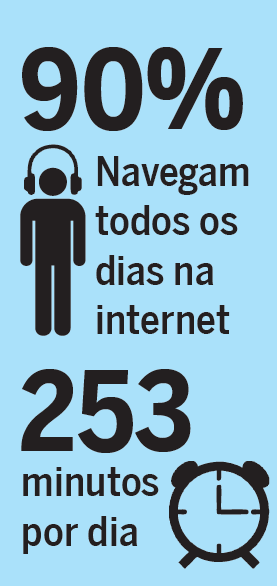 90%
Navegam
todos os
dias na
internet
253
minutos
por dia